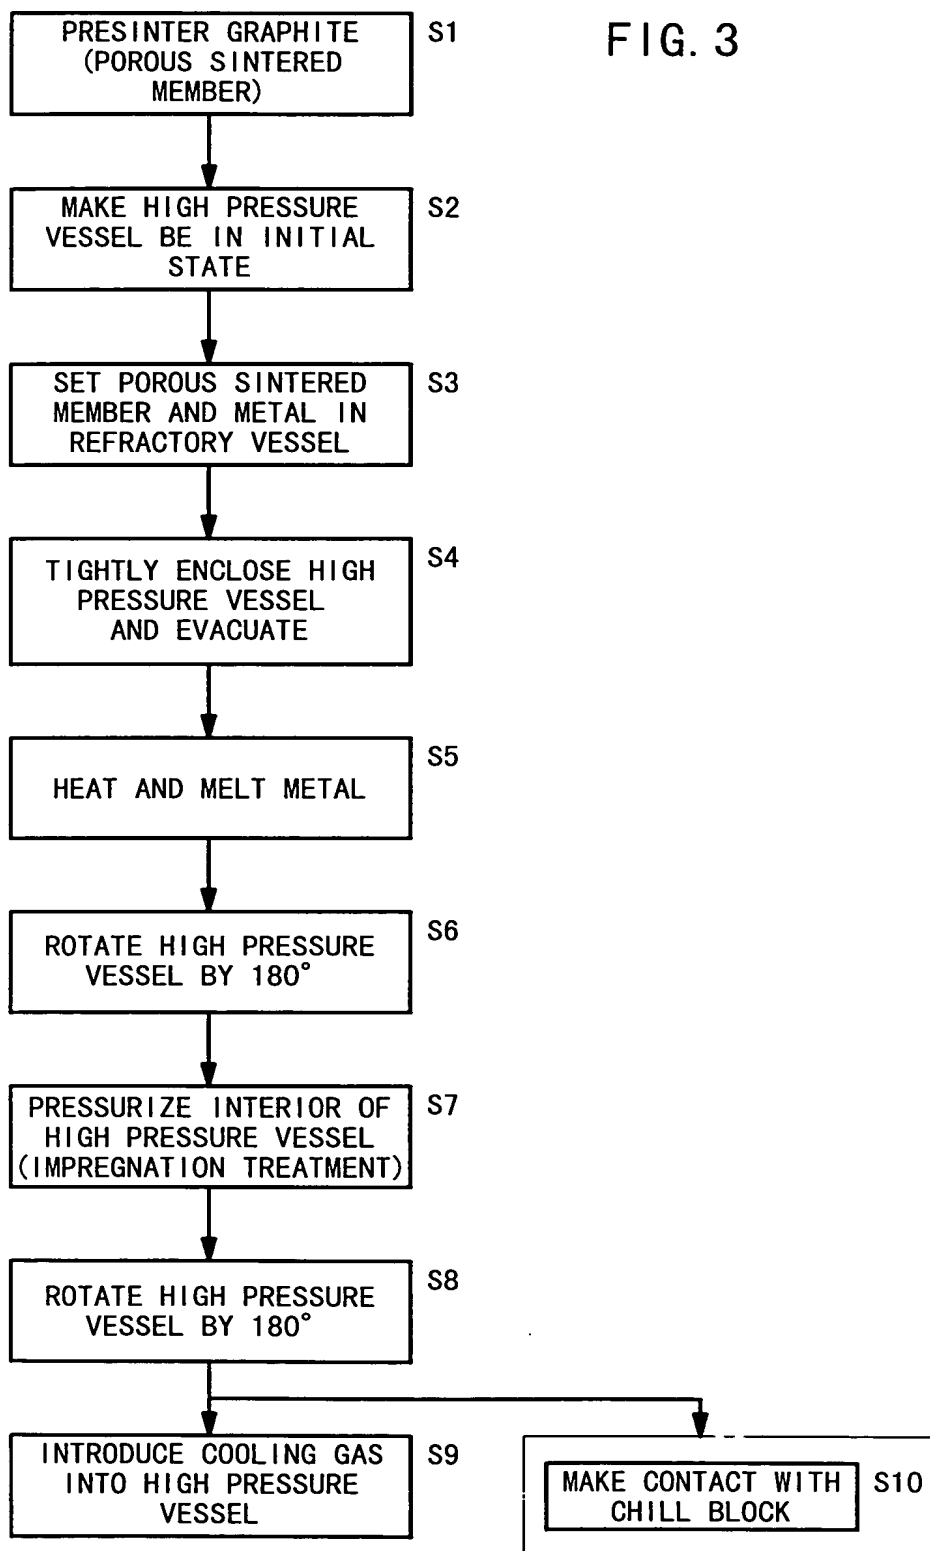 FIG. 3
PRESINTER GRAPHITE
(POROUS SINTERED
MEMBER)
S1
MAKE HIGH PRESSURE
VESSEL BE IN INITIAL
STATE
S2
SET POROUS SINTERED
MEMBER AND METAL IN
REFRACTORY VESSEL
S3
TIGHTLY ENCLOSE HIGH
PRESSURE VESSEL
AND EVACUATE
S4
HEAT AND MELT METAL
S5
ROTATE HIGH PRESSURE
VESSEL BY 180°
S6
PRESSURIZE INTERIOR OF
HIGH PRESSURE VESSEL
(IMPREGNATION TREATMENT)
S7
ROTATE HIGH PRESSURE
VESSEL BY 180°
S8
INTRODUCE COOLING GAS
INTO HIGH PRESSURE
VESSEL
S9
MAKE CONTACT WITH
CHILL BLOCK
S10